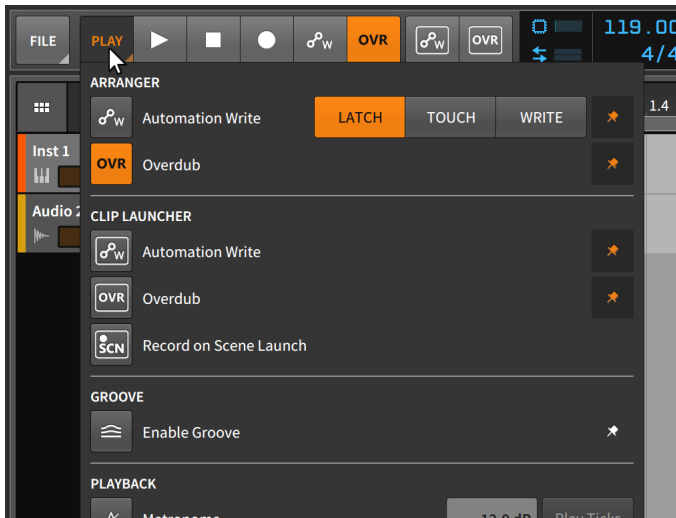 FILE
PLAY
W
OVR
W
OVR
119.00
4/4
ARRANGER
W
Automation Write
LATCH
TOUCH
WRITE
1.4
Inst 1
OVR
Overdub
Audio 2
CLIP LAUNCHER
W
Automation Write
OVR
Overdub
SCN
Record on Scene Launch
GROOVE
Enable Groove
PLAYBACK
Metronome
Play Ticks